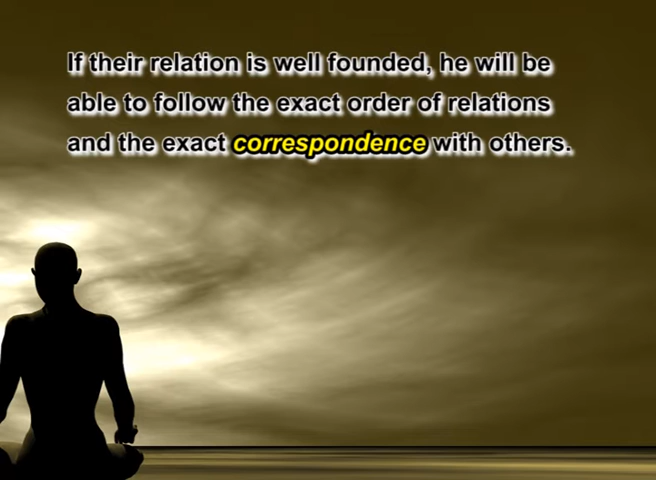 If their relation is well founded, he will be
able to follow the exact order of relations
and the exact correspondence with others.